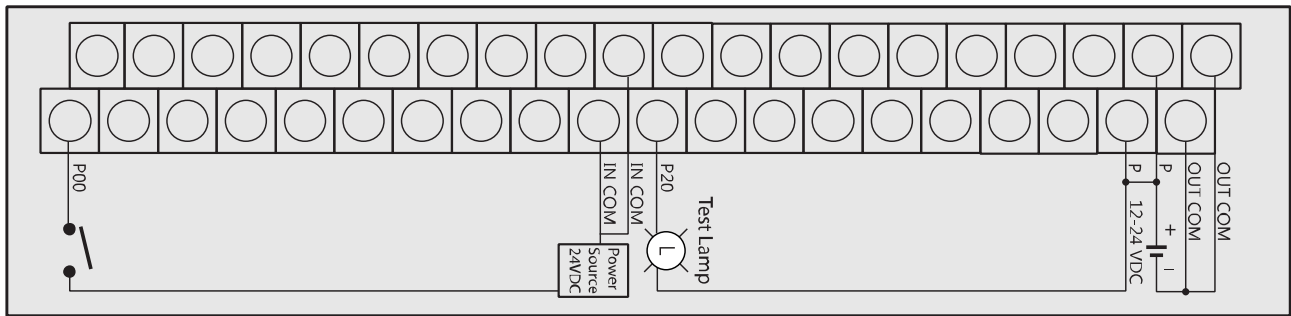 P00
IN COM
IN COM
P20
Test Lamp
L
Power
Source
24VDC
P
P
12-24 VDC
+
–
OUT COM
OUT COM